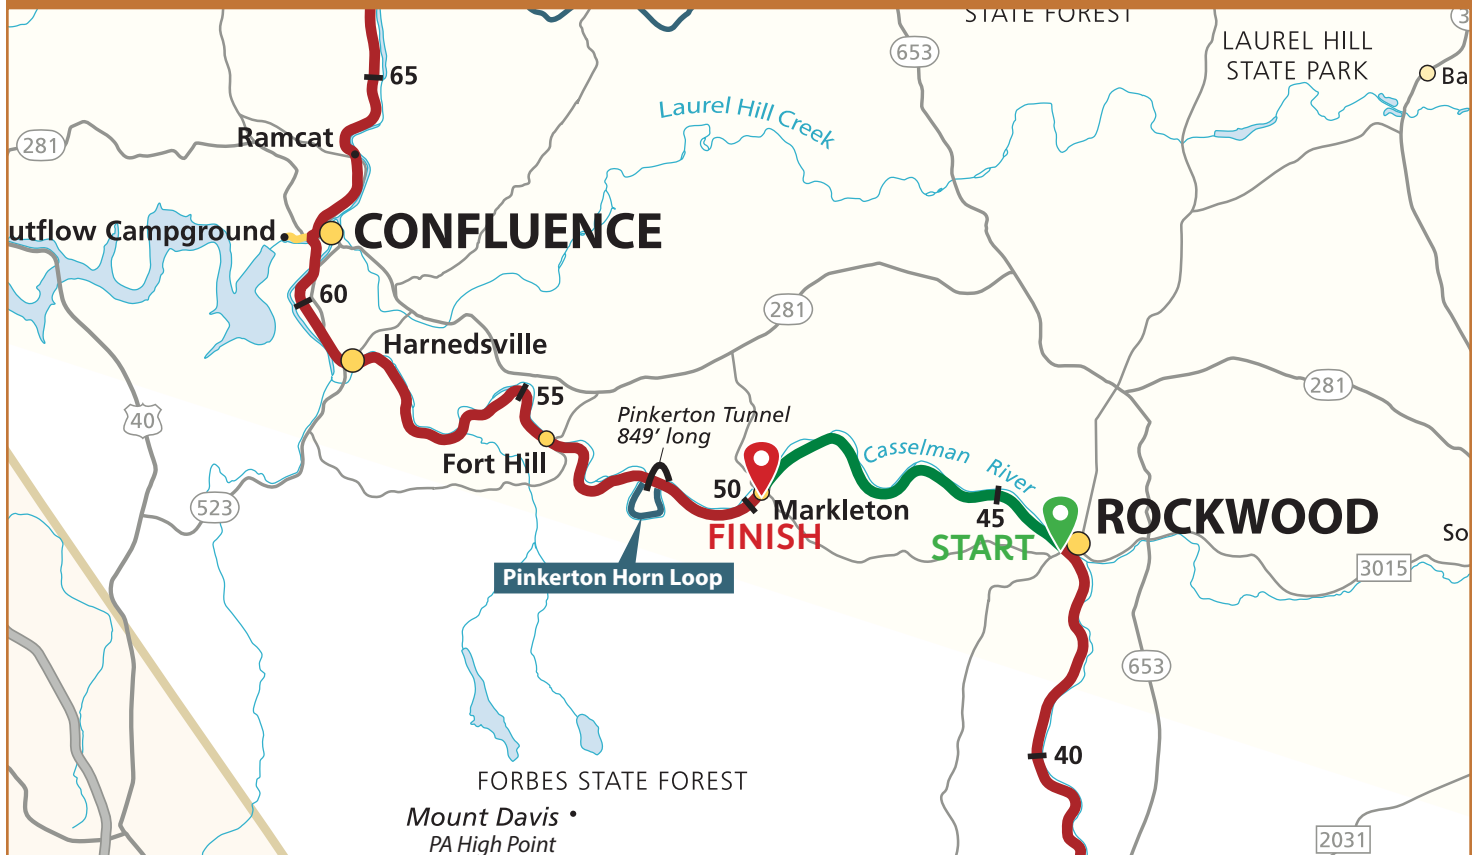 STATE FOREST
3
653
LAUREL HILL
STATE PARK
65
Ba
Laurel Hill Creek
Ramcat
281
utflow Campground
CONFLUENCE
60
281
Harnedsville
281
55
Pinkerton Tunnel
849’ long
40
Casselman River
Fort Hill
50
Markleton
523
45
ROCKWOOD
FINISH
START
So
3015
Pinkerton Horn Loop
653
40
FORBES STATE FOREST
Mount Davis
PA High Point
2031